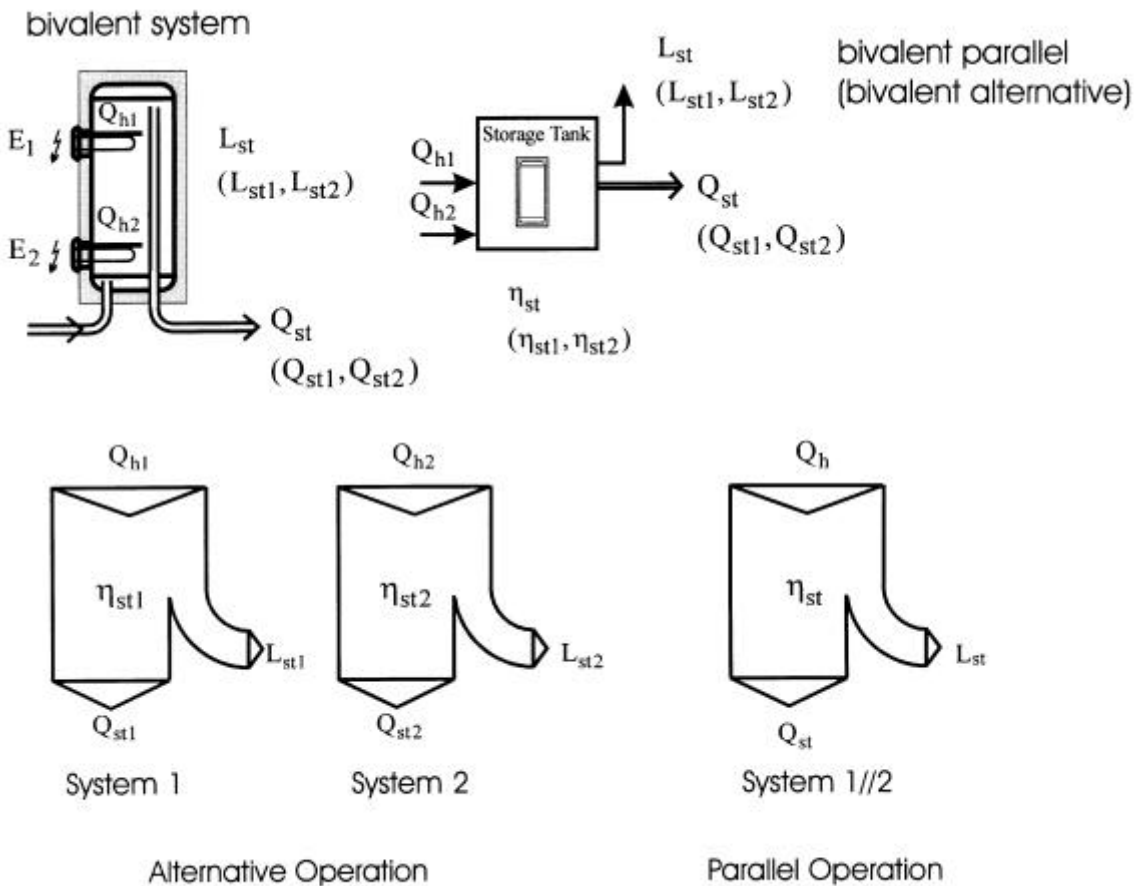 bivalent system
Q_h1
E_1
Q_h2
E_2
L_st
(L_st1, L_st2)
Q_st
(Q_st1, Q_st2)
L_st
(L_st1, L_st2)
bivalent parallel
(bivalent alternative)
Storage Tank
Q_h1
Q_h2
Q_st
(Q_st1, Q_st2)
η_st
(η_st1, η_st2)
Q_h1
η_st1
L_st1
Q_st1
System 1
Q_h2
η_st2
L_st2
Q_st2
System 2
Q_h
η_st
L_st
Q_st
System 1//2
Alternative Operation
Parallel Operation